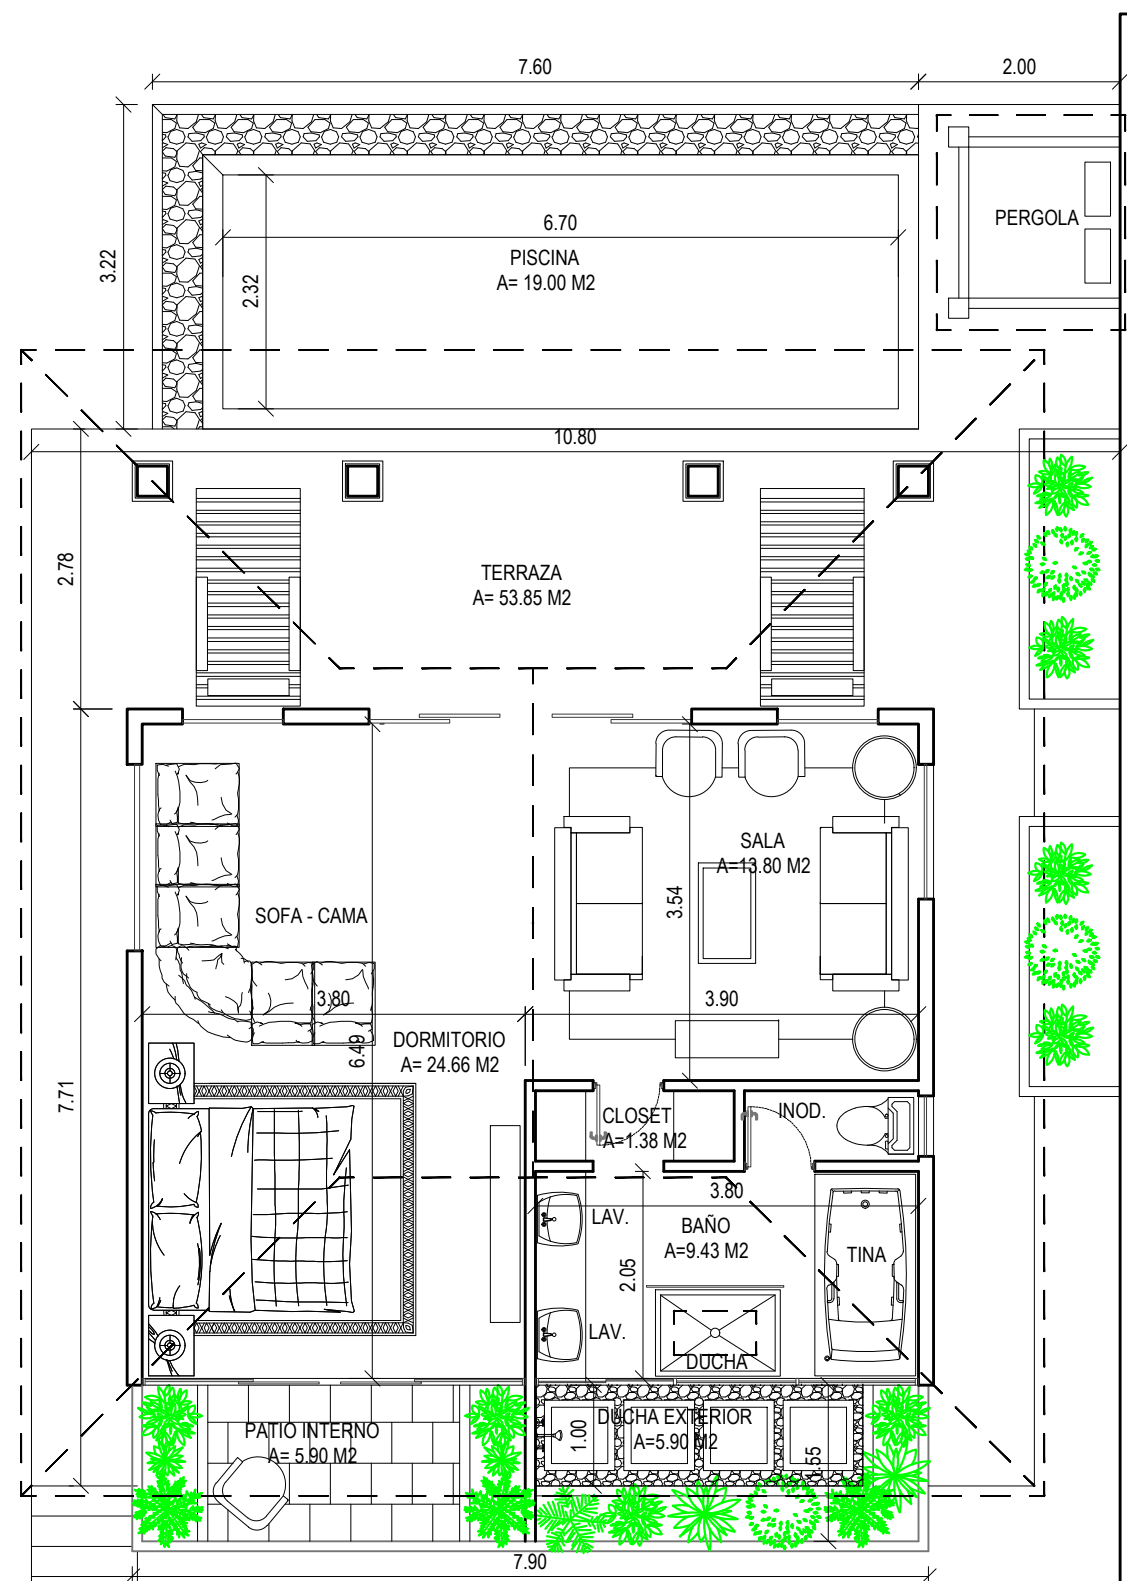 7.60
2.00
PERGOLA
3.22
6.70
PISCINA
A= 19.00 M2
2.32
10.80
2.78
TERRAZA
A= 53.85 M2
SALA
A=13.80 M2
3.54
SOFA - CAMA
3.80
3.90
DORMITORIO
A= 24.66 M2
6.49
7.71
CLOSET
A=1.38 M2
INOD.
3.80
LAV.
BAÑO
A=9.43 M2
TINA
2.05
LAV.
DUCHA
PATIO INTERNO
A= 5.90 M2
DUCHA EXTERIOR
A=5.90 M2
1.00
1.55
7.90